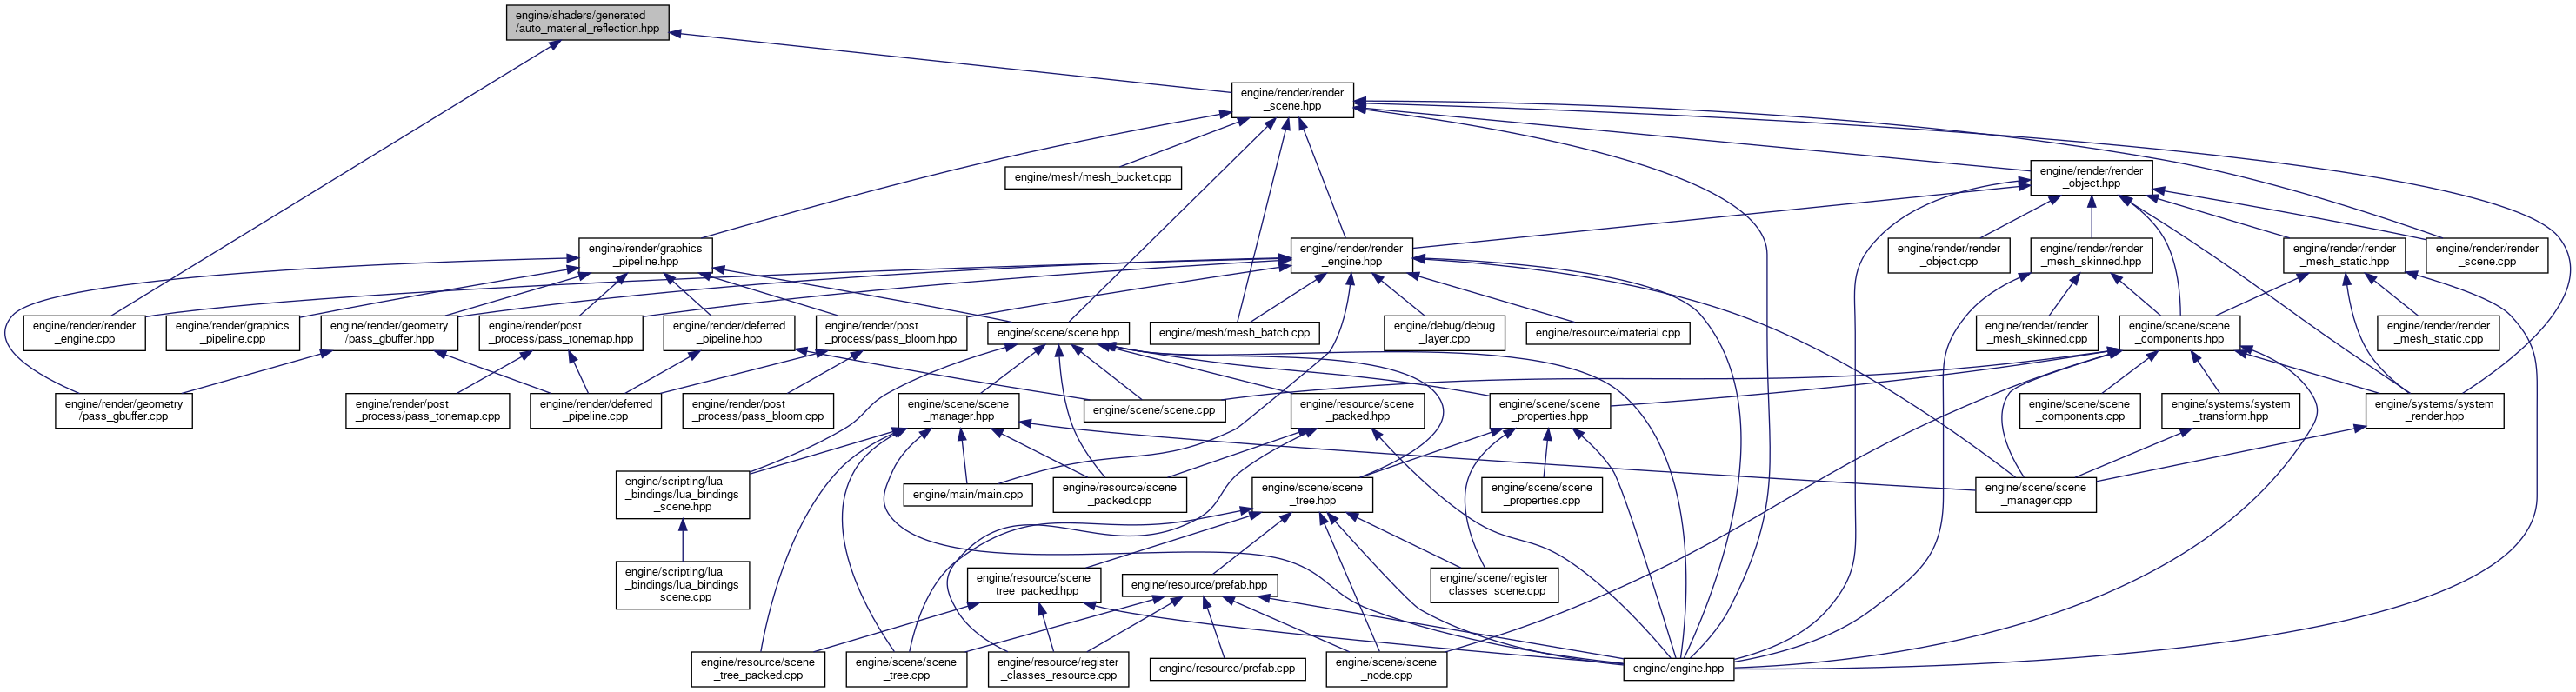 engine/shaders/generated
/auto_material_reflection.hpp
engine/render/render
_scene.hpp
engine/mesh/mesh_bucket.cpp
engine/render/render
_object.hpp
engine/render/graphics
_pipeline.hpp
engine/render/render
_engine.hpp
engine/render/render
_object.cpp
engine/render/render
_mesh_skinned.hpp
engine/render/render
_mesh_static.hpp
engine/render/render
_scene.cpp
engine/render/render
_engine.cpp
engine/render/graphics
_pipeline.cpp
engine/render/geometry
/pass_gbuffer.hpp
engine/render/post
_process/pass_tonemap.hpp
engine/render/deferred
_pipeline.hpp
engine/render/post
_process/pass_bloom.hpp
engine/scene/scene.hpp
engine/mesh/mesh_batch.cpp
engine/debug/debug
_layer.cpp
engine/resource/material.cpp
engine/render/render
_mesh_skinned.cpp
engine/scene/scene
_components.hpp
engine/render/render
_mesh_static.cpp
engine/render/geometry
/pass_gbuffer.cpp
engine/render/post
_process/pass_tonemap.cpp
engine/render/deferred
_pipeline.cpp
engine/render/post
_process/pass_bloom.cpp
engine/scene/scene
_manager.hpp
engine/scene/scene.cpp
engine/resource/scene
_packed.hpp
engine/scene/scene
_properties.hpp
engine/scene/scene
_components.cpp
engine/systems/system
_transform.hpp
engine/systems/system
_render.hpp
engine/scripting/lua
_bindings/lua_bindings
_scene.hpp
engine/main/main.cpp
engine/resource/scene
_packed.cpp
engine/scene/scene
_tree.hpp
engine/scene/scene
_properties.cpp
engine/scene/scene
_manager.cpp
engine/scripting/lua
_bindings/lua_bindings
_scene.cpp
engine/resource/scene
_tree_packed.hpp
engine/resource/prefab.hpp
engine/scene/register
_classes_scene.cpp
engine/resource/scene
_tree_packed.cpp
engine/scene/scene
_tree.cpp
engine/resource/register
_classes_resource.cpp
engine/resource/prefab.cpp
engine/scene/scene
_node.cpp
engine/engine.hpp